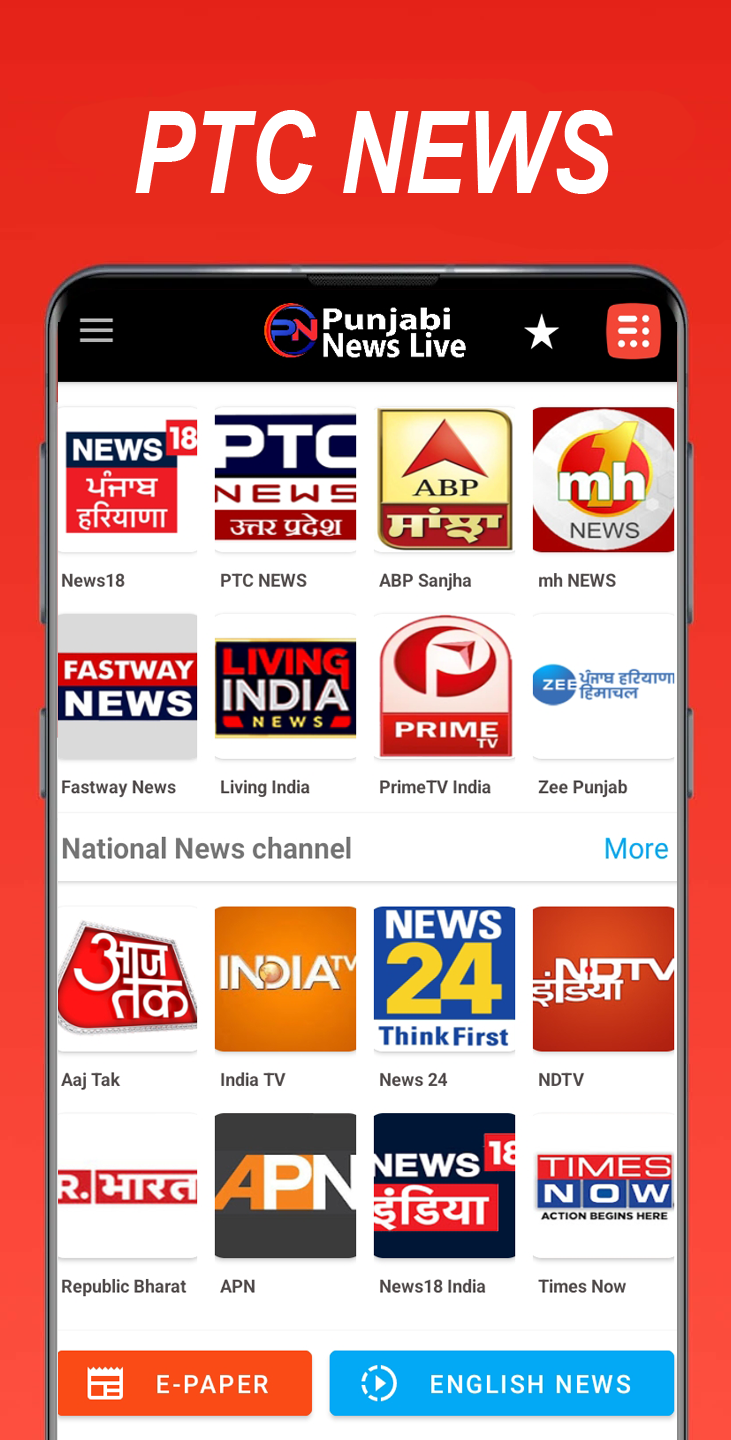 PTC NEWS
PN Punjabi
News Live
NEWS 18
ਪੰਜਾਬ
हरियाणा
PTC
NEWS
उत्तर प्रदेश
ABP
ਸਾਂਝਾ
1
mh
NEWS
News18
PTC NEWS
ABP Sanjha
mh NEWS
FASTWAY
NEWS
LIVING
INDIA
NEWS
P
PRIME
TV
ZEE ਪੰਜਾਬ हरियाणा
हिमाचल
Fastway News
Living India
PrimeTV India
Zee Punjab
National News channel
More
आज
तक
INDIA TV
NEWS
24
Think First
NDTV
इंडिया
Aaj Tak
India TV
News 24
NDTV
R. भारत
APN
NEWS 18
इंडिया
TIMES
NOW
ACTION BEGINS HERE
Republic Bharat
APN
News18 India
Times Now
E-PAPER
ENGLISH NEWS